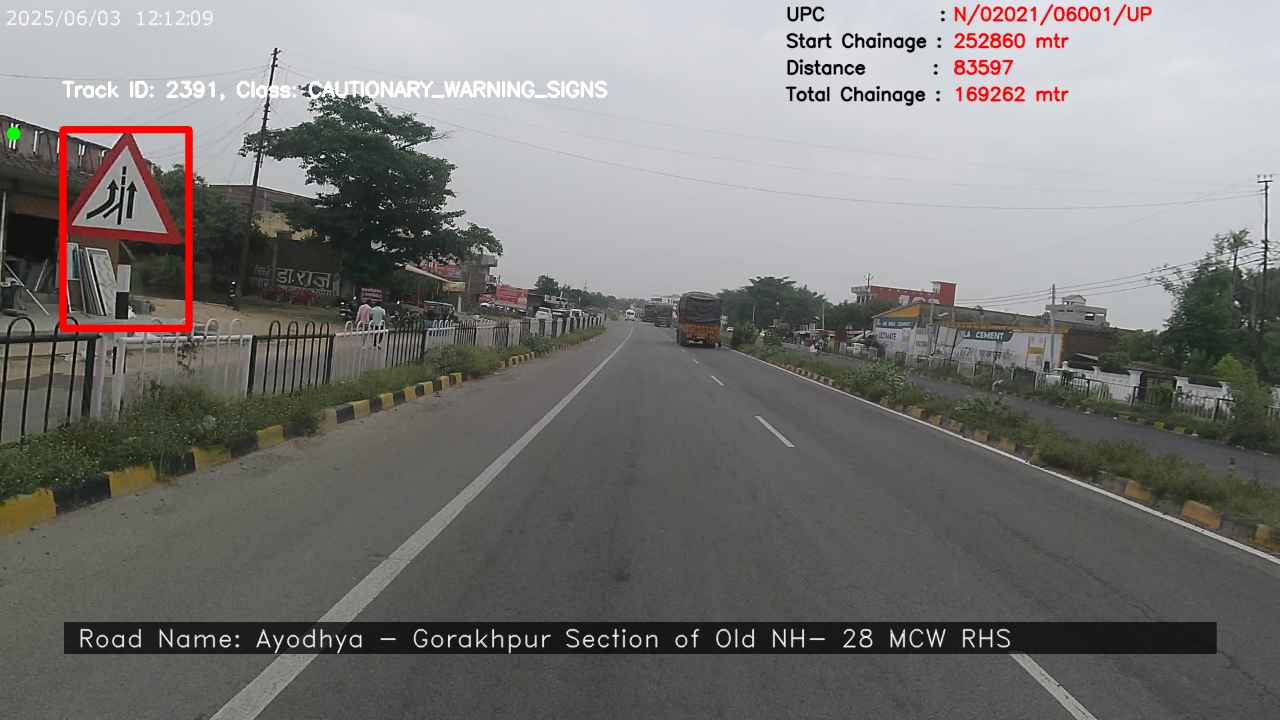 2025/06/03 12:12:09
UPC : N/02021/06001/UP
Start Chainage : 252860 mtr
Distance : 83597
Total Chainage : 169262 mtr
Track ID: 2391, Class: CAUTIONARY_WARNING_SIGNS
डा.राज
CEMENT
Road Name: Ayodhya - Gorakhpur Section of Old NH- 28 MCW RHS